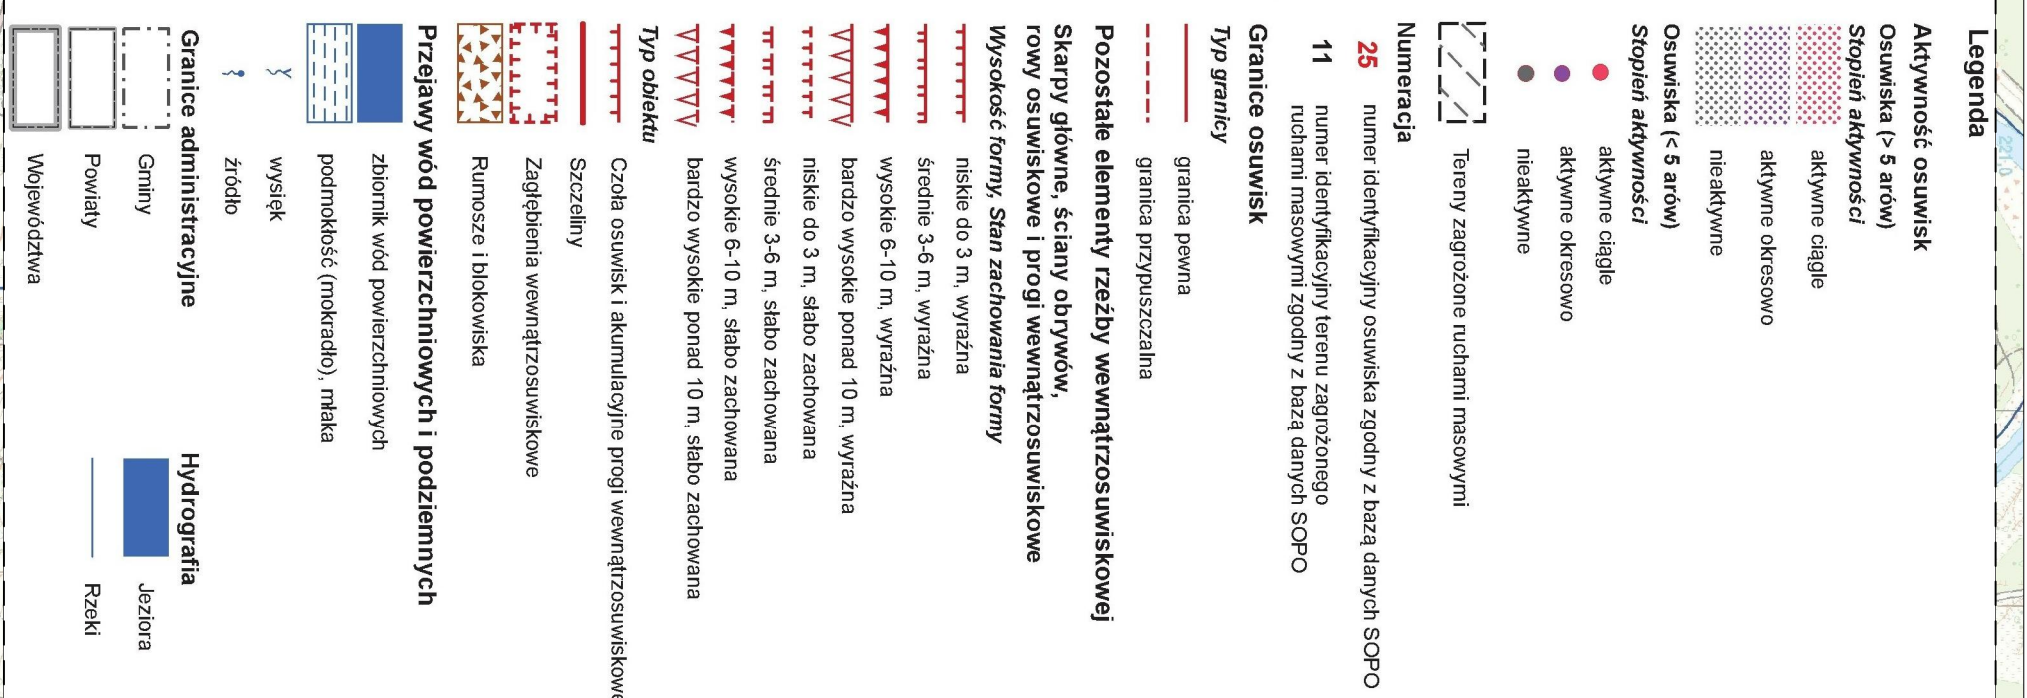 Legenda
Aktywność osuwisk
Osuwiska (> 5 arów)
Stopień aktywności
aktywne ciągle
aktywne okresowo
nieaktywne
Osuwiska (< 5 arów)
Stopień aktywności
aktywne ciągle
aktywne okresowo
nieaktywne
Tereny zagrożone ruchami masowymi
Numeracja
25 numer identyfikacyjny osuwiska zgodny z bazą danych SOPO
11 numer identyfikacyjny terenu zagrożonego
ruchami masowymi zgodny z bazą danych SOPO
Granice osuwisk
Typ granicy
granica pewna
granica przypuszczalna
Pozostałe elementy rzeźby wewnątrzosuwiskowej
Skarpy główne, ściany obrywów,
rowy osuwiskowe i progi wewnątrzosuwiskowe
Wysokość formy, Stan zachowania formy
niskie do 3 m, wyraźna
średnie 3-6 m, wyraźna
wysokie 6-10 m, wyraźna
bardzo wysokie ponad 10 m, wyraźna
niskie do 3 m, słabo zachowana
średnie 3-6 m, słabo zachowana
wysokie 6-10 m, słabo zachowana
bardzo wysokie ponad 10 m, słabo zachowana
Typ obiektu
Czoła osuwisk i akumulacyjne progi wewnątrzosuwiskowe
Szczeliny
Zagłębienia wewnątrzosuwiskowe
Rumosze i blokowiska
Przejawy wód powierzchniowych i podziemnych
zbiornik wód powierzchniowych
podmokłość (mokradło), młaka
wysięk
źródło
Granice administracyjne
Gminy
Powiaty
Województwa
Hydrografia
Jeziora
Rzeki
221.0